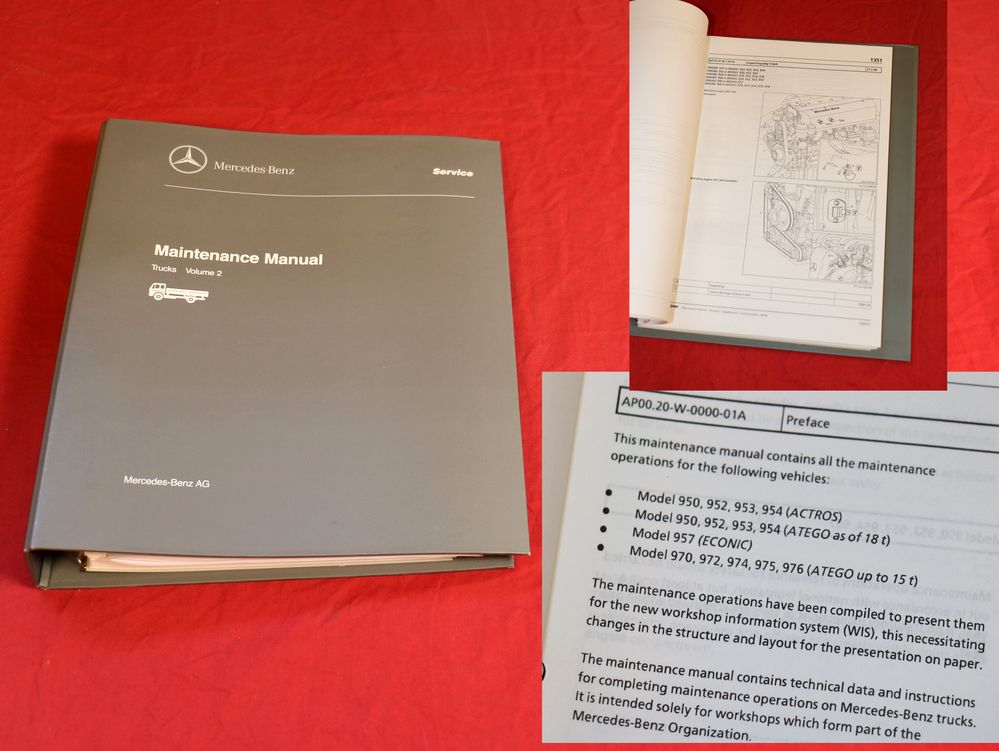 Mercedes-Benz
Service
Maintenance Manual
Trucks Volume 2
Mercedes-Benz AG
1351
AP00.20-W-0000-01A
Preface
This maintenance manual contains all the maintenance
operations for the following vehicles:
• Model 950, 952, 953, 954 (ACTROS)
• Model 950, 952, 953, 954 (ATEGO as of 18 t)
• Model 957 (ECONIC)
• Model 970, 972, 974, 975, 976 (ATEGO up to 15 t)
The maintenance operations have been compiled to present them
for the new workshop information system (WIS), this necessitating
changes in the structure and layout for the presentation on paper.
The maintenance manual contains technical data and instructions
for completing maintenance operations on Mercedes-Benz trucks.
It is intended solely for workshops which form part of the
Mercedes-Benz Organization.